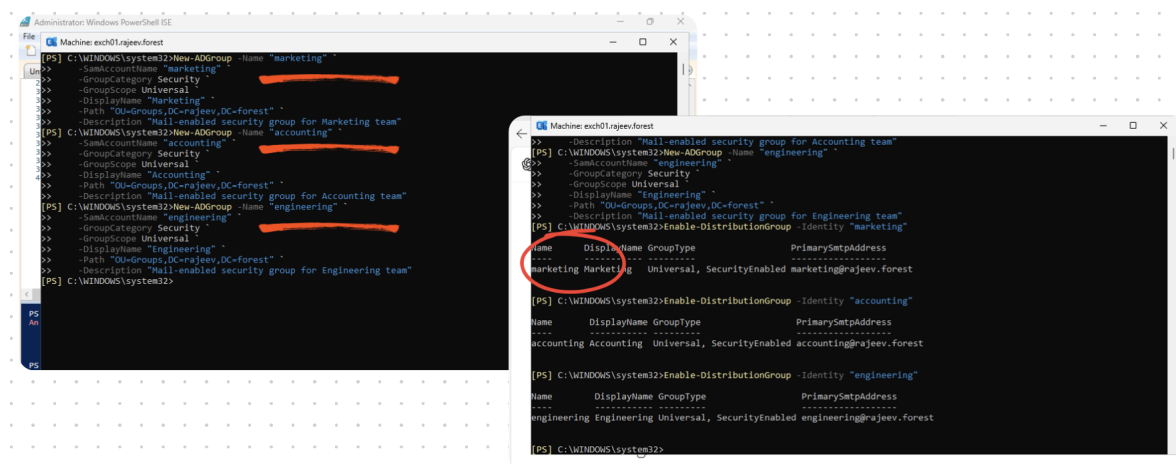 Administrator: Windows PowerShell ISE
File
Machine: exch01.rajeev.forest
[PS] C:\WINDOWS\system32>New-ADGroup -Name "marketing" `
>>     -SamAccountName "marketing" `
>>     -GroupCategory Security `
>>     -GroupScope Universal `
>>     -DisplayName "Marketing" `
>>     -Path "OU=Groups,DC=rajeev,DC=forest" `
>>     -Description "Mail-enabled security group for Marketing team"
[PS] C:\WINDOWS\system32>New-ADGroup -Name "accounting" `
>>     -SamAccountName "accounting" `
>>     -GroupCategory Security `
>>     -GroupScope Universal `
>>     -DisplayName "Accounting" `
>>     -Path "OU=Groups,DC=rajeev,DC=forest" `
>>     -Description "Mail-enabled security group for Accounting team"
[PS] C:\WINDOWS\system32>New-ADGroup -Name "engineering" `
>>     -SamAccountName "engineering" `
>>     -GroupCategory Security `
>>     -GroupScope Universal `
>>     -DisplayName "Engineering" `
>>     -Path "OU=Groups,DC=rajeev,DC=forest" `
>>     -Description "Mail-enabled security group for Engineering team"
[PS] C:\WINDOWS\system32>
PS
An
PS
Machine: exch01.rajeev.forest
>>     -Description "Mail-enabled security group for Accounting team"
[PS] C:\WINDOWS\system32>New-ADGroup -Name "engineering" `
>>     -SamAccountName "engineering" `
>>     -GroupCategory Security `
>>     -GroupScope Universal `
>>     -DisplayName "Engineering" `
>>     -Path "OU=Groups,DC=rajeev,DC=forest" `
>>     -Description "Mail-enabled security group for Engineering team"
[PS] C:\WINDOWS\system32>Enable-DistributionGroup -Identity "marketing"
Name DisplayName GroupType PrimarySmtpAddress
---- ----------- --------- ------------------
marketing Marketing Universal, SecurityEnabled marketing@rajeev.forest
[PS] C:\WINDOWS\system32>Enable-DistributionGroup -Identity "accounting"
Name DisplayName GroupType PrimarySmtpAddress
---- ----------- --------- ------------------
accounting Accounting Universal, SecurityEnabled accounting@rajeev.forest
[PS] C:\WINDOWS\system32>Enable-DistributionGroup -Identity "engineering"
Name DisplayName GroupType PrimarySmtpAddress
---- ----------- --------- ------------------
engineering Engineering Universal, SecurityEnabled engineering@rajeev.forest
[PS] C:\WINDOWS\system32>